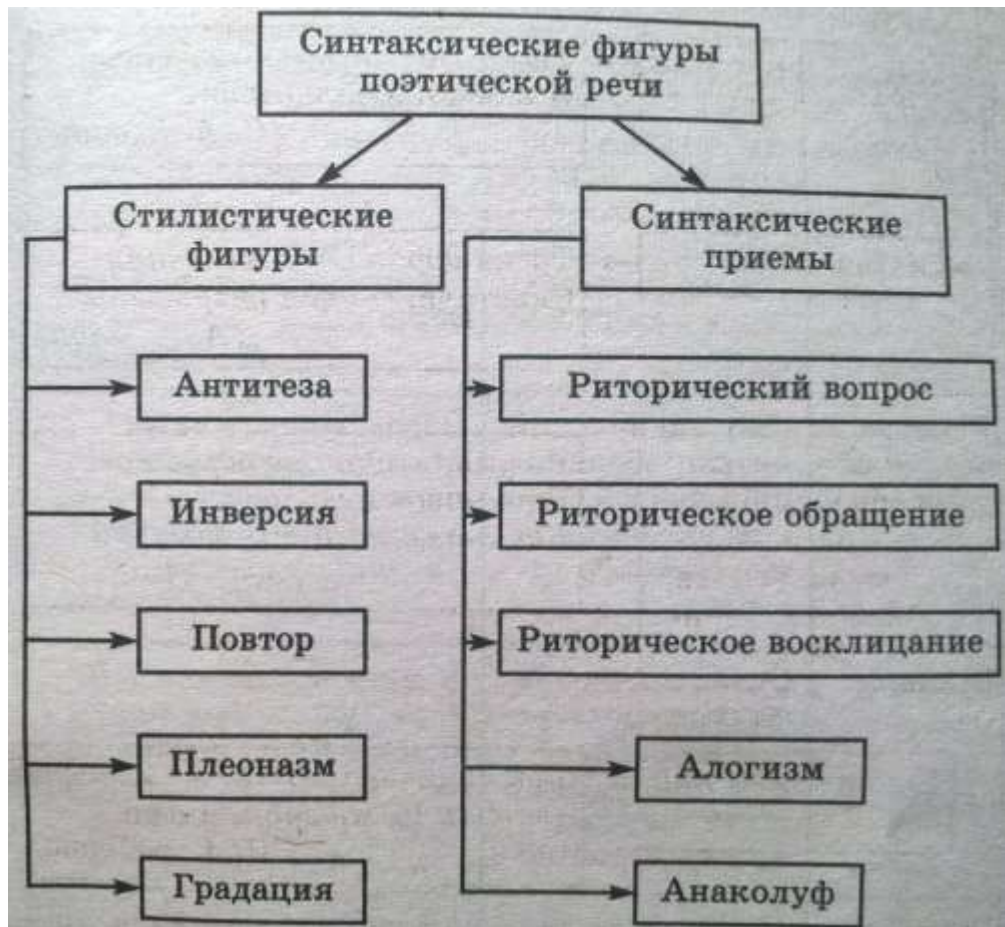 Синтаксические фигуры
поэтической речи
Стилистические
фигуры
Синтаксические
приемы
Антитеза
Риторический вопрос
Инверсия
Риторическое обращение
Повтор
Риторическое восклицание
Плеоназм
Алогизм
Градация
Анаколуф